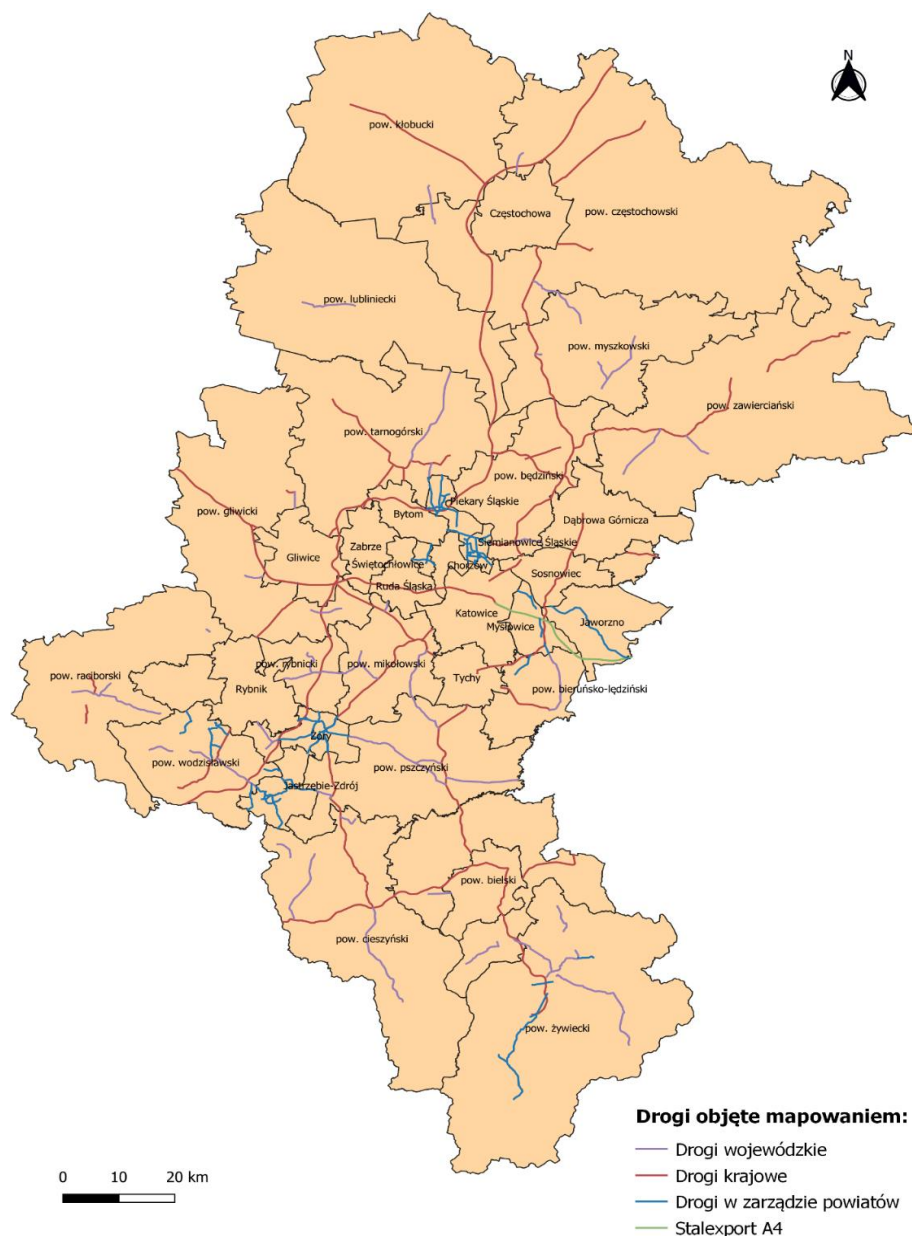 N
pow. kłobucki
Częstochowa
pow. częstochowski
pow. lubliniecki
pow. myszkowski
pow. zawierciański
pow. tarnogórski
pow. będziński
Piekary Śląskie
pow. gliwicki
Bytom
Dąbrowa Górnicza
Siemianowice Śląskie
Zabrze
Gliwice
Świętochłowice
Chorzów
Sosnowiec
Ruda Śląska
Katowice
Mysłowice
Jaworzno
pow. rybnicki
pow. mikołowski
pow. raciborski
Rybnik
Tychy
pow. bieruńsko-lędziński
Żory
pow. wodzisławski
pow. pszczyński
Jastrzębie-Zdrój
pow. bielski
pow. cieszyński
pow. żywiecki
Drogi objęte mapowaniem:
Drogi wojewódzkie
Drogi krajowe
Drogi w zarządzie powiatów
Stalexport A4
0 10 20 km